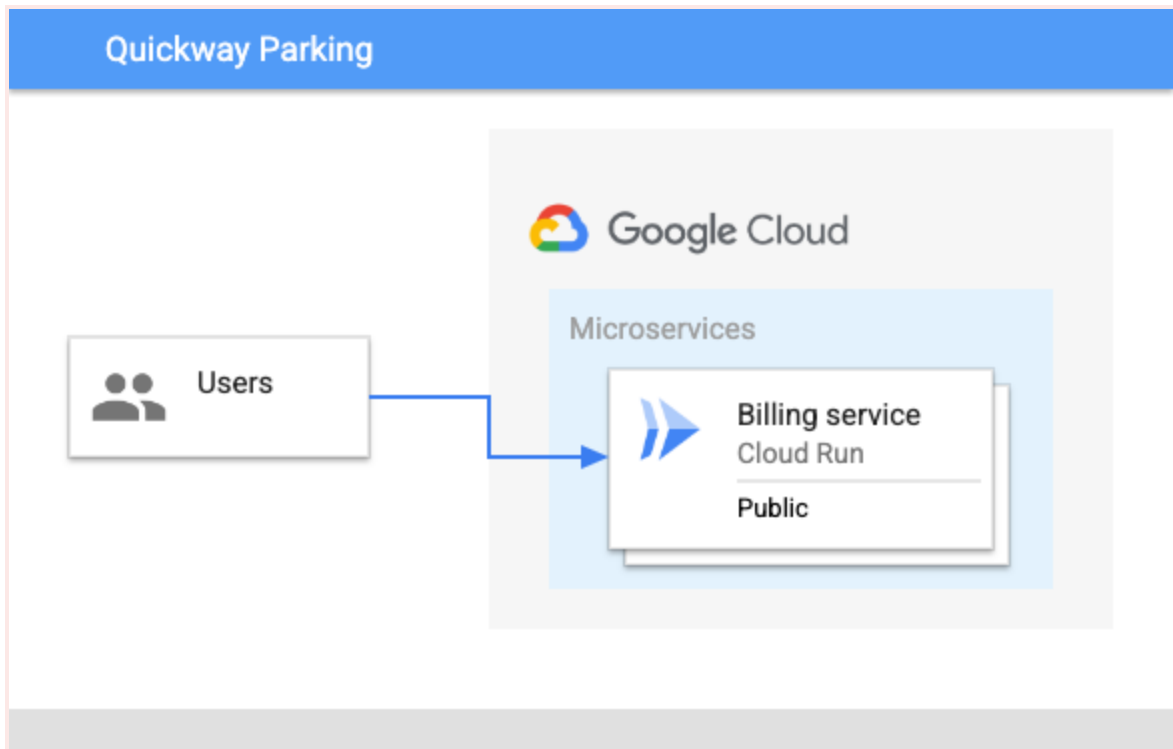 Quickway Parking
Google Cloud
Microservices
Users
Billing service
Cloud Run
Public